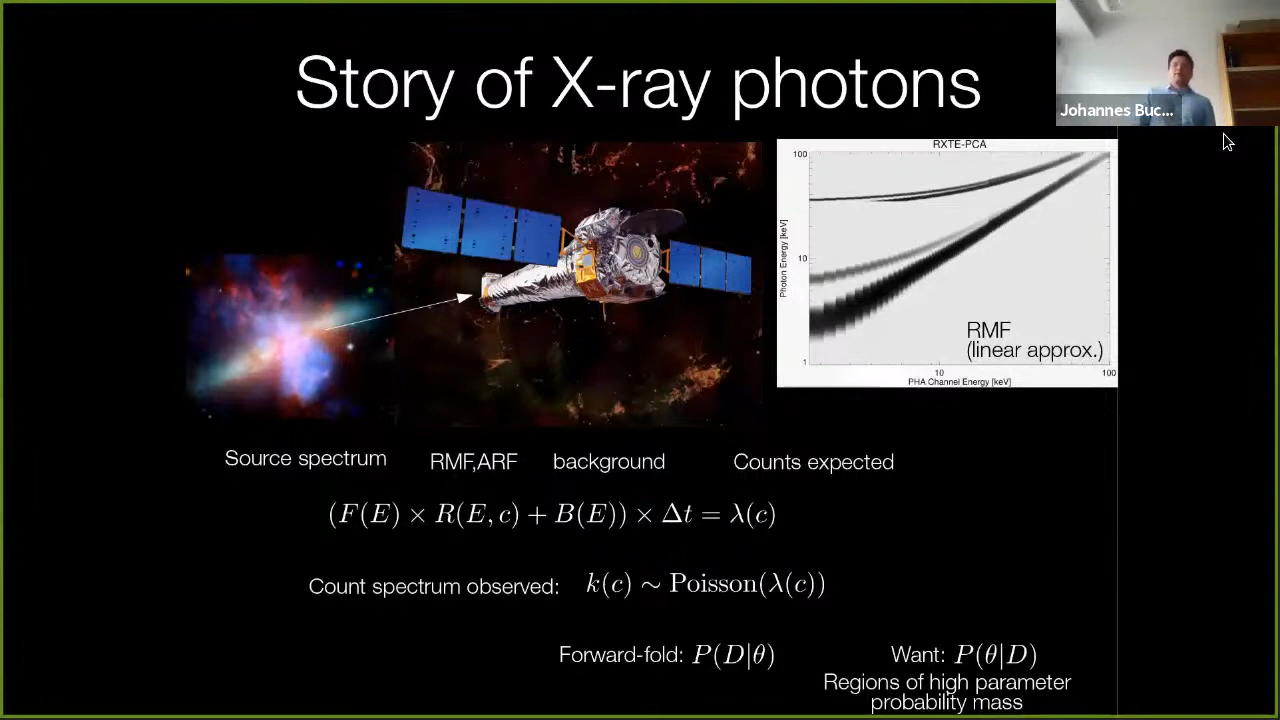 Story of X-ray photons
Johannes Buc...
RXTE-PCA
100
Photon Energy [keV]
10
1
RMF
(linear approx.)
10
100
PHA Channel Energy [keV]
Source spectrum RMF,ARF background Counts expected
(F(E) × R(E, c) + B(E)) × Δt = λ(c)
Count spectrum observed: k(c) ∼ Poisson(λ(c))
Forward-fold: P(D|θ) Want: P(θ|D)
Regions of high parameter
probability mass